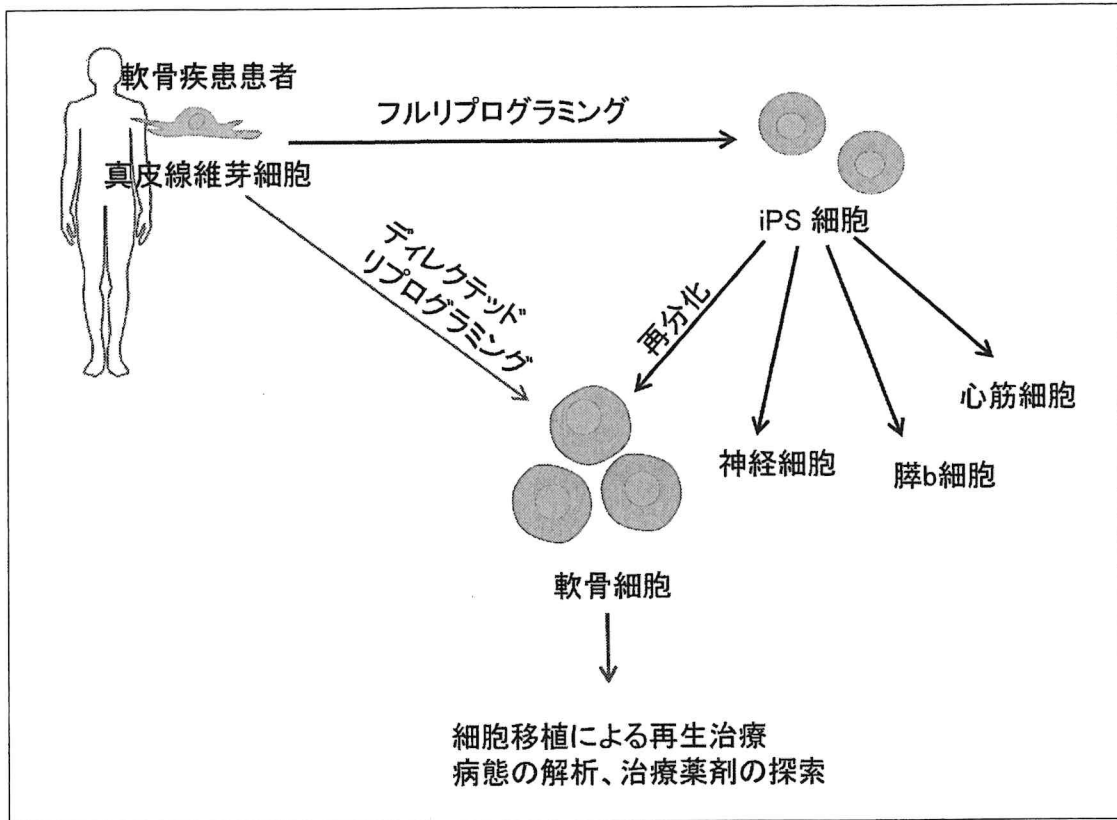 軟骨疾患患者
真皮線維芽細胞
フルリプログラミング
iPS 細胞
ディレクテッド
リプログラミング
再分化
心筋細胞
神経細胞
膵b細胞
軟骨細胞
細胞移植による再生治療
病態の解析、治療薬剤の探索